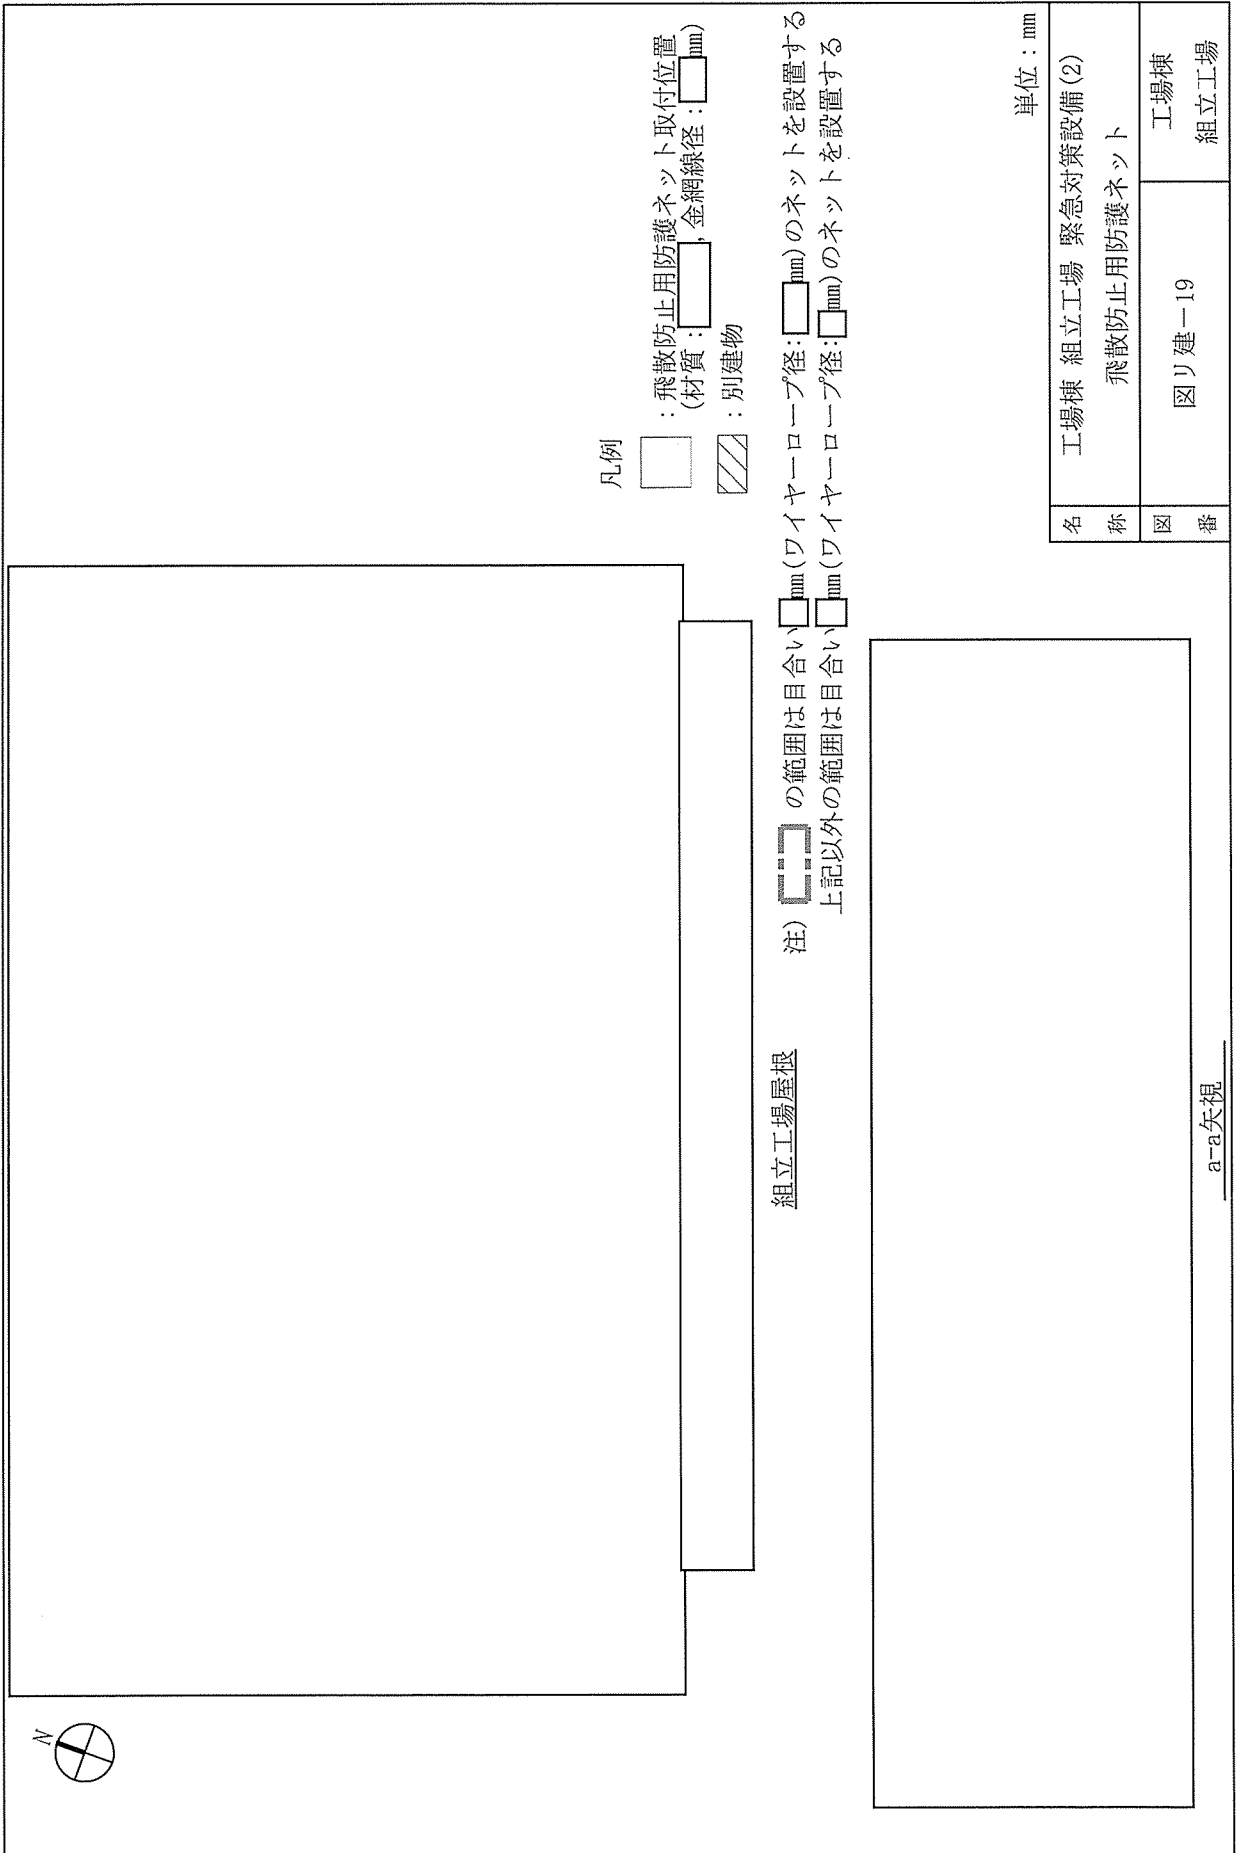 N
凡例
：飛散防止用防護ネット取付位置
(材質：　　　，金網線径：　　mm)
：別建物
組立工場屋根
注）　　　の範囲は目合い　mm(ワイヤーロープ径：　　mm)のネットを設置する
上記以外の範囲は目合い　mm(ワイヤーロープ径：　mm)のネットを設置する
a-a矢視
単位：mm
名称
工場棟 組立工場 緊急対策設備(2)
飛散防止用防護ネット
図番
図リ建－19
工場棟
組立工場